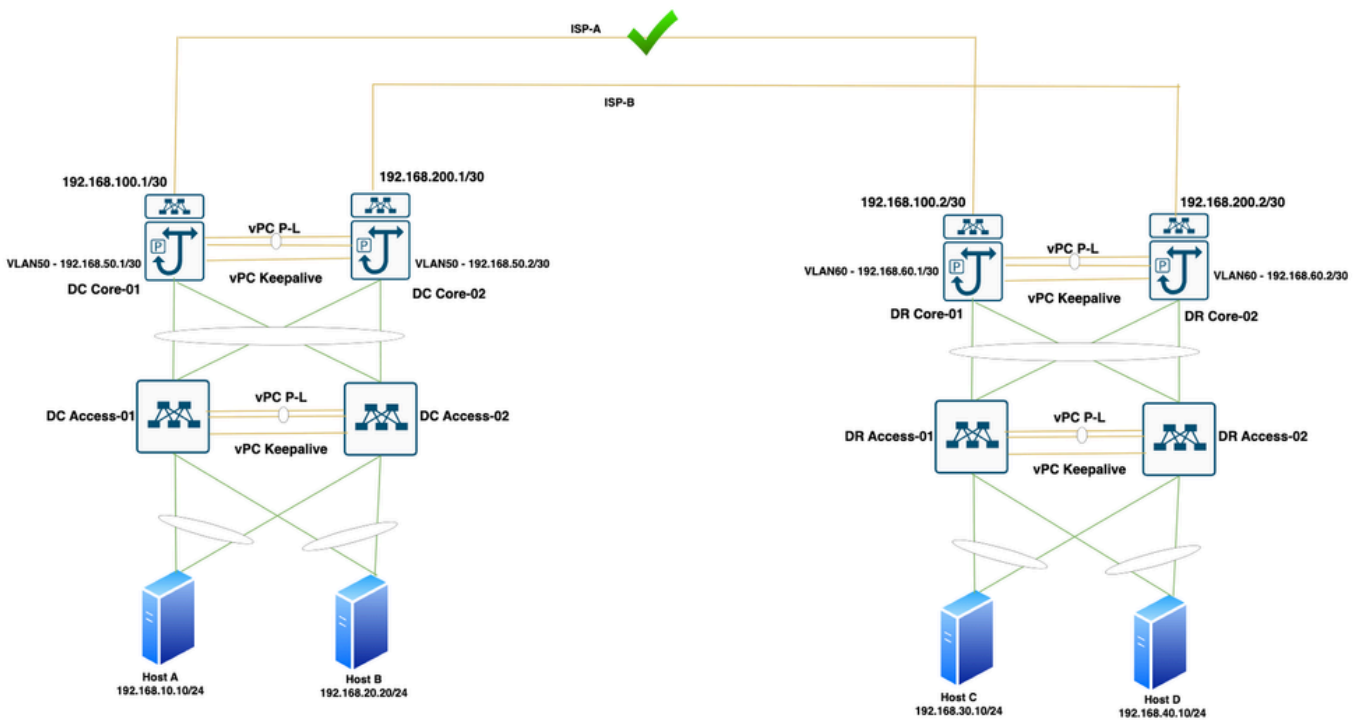 ISP-A
ISP-B
192.168.100.1/30
192.168.200.1/30
192.168.100.2/30
192.168.200.2/30
P
vPC P-L
P
P
vPC P-L
P
VLAN50 - 192.168.50.1/30
vPC Keepalive
VLAN50 - 192.168.50.2/30
VLAN60 - 192.168.60.1/30
vPC Keepalive
VLAN60 - 192.168.60.2/30
DC Core-01
DC Core-02
DR Core-01
DR Core-02
DC Access-01
vPC P-L
DC Access-02
vPC Keepalive
DR Access-01
vPC P-L
DR Access-02
vPC Keepalive
Host A
192.168.10.10/24
Host B
192.168.20.20/24
Host C
192.168.30.10/24
Host D
192.168.40.10/24